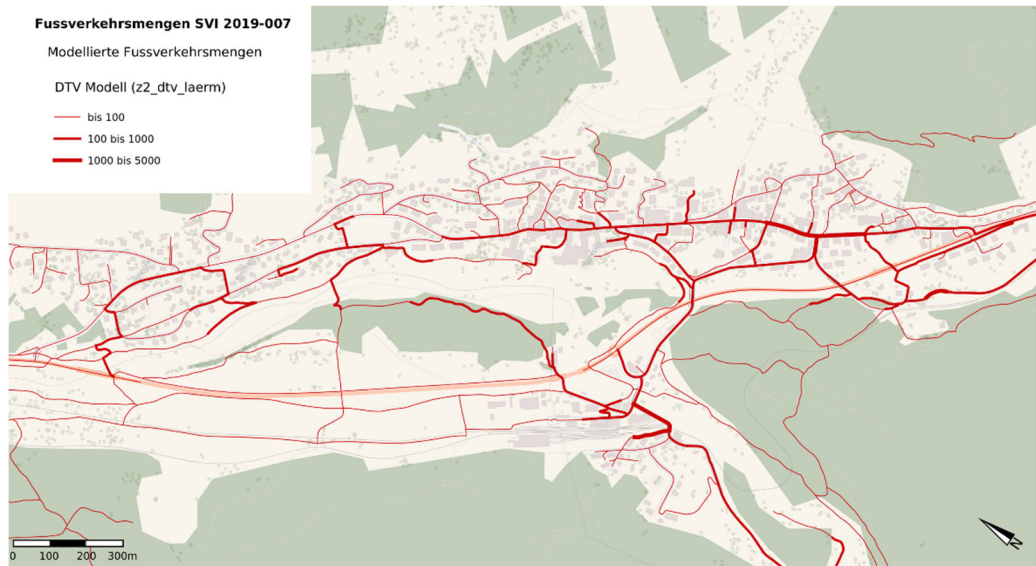 Fussverkehrsmengen SVI 2019-007
Modellierte Fussverkehrsmengen
DTV Modell (z2_dtv_laerm)
bis 100
100 bis 1000
1000 bis 5000
0 100 200 300m
N